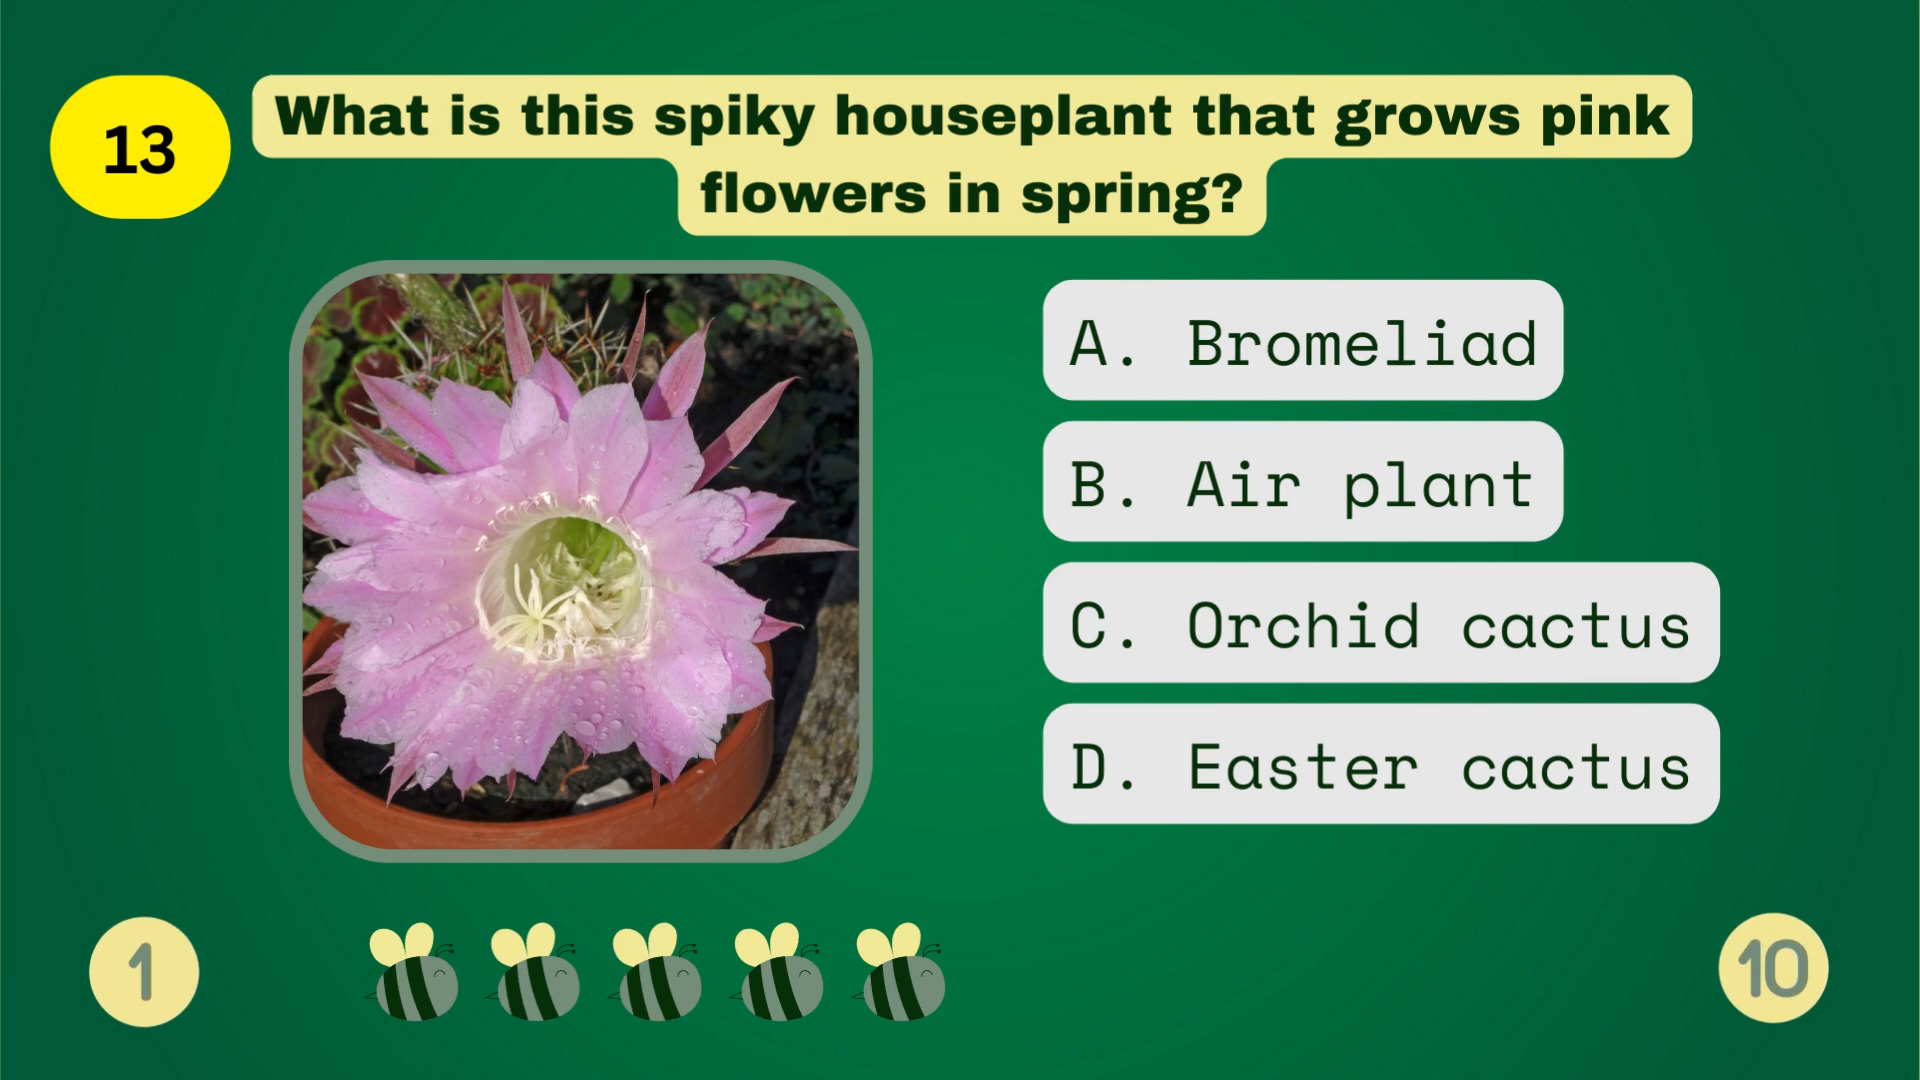 13
What is this spiky houseplant that grows pink
flowers in spring?
A. Bromeliad
B. Air plant
C. Orchid cactus
D. Easter cactus
1
10